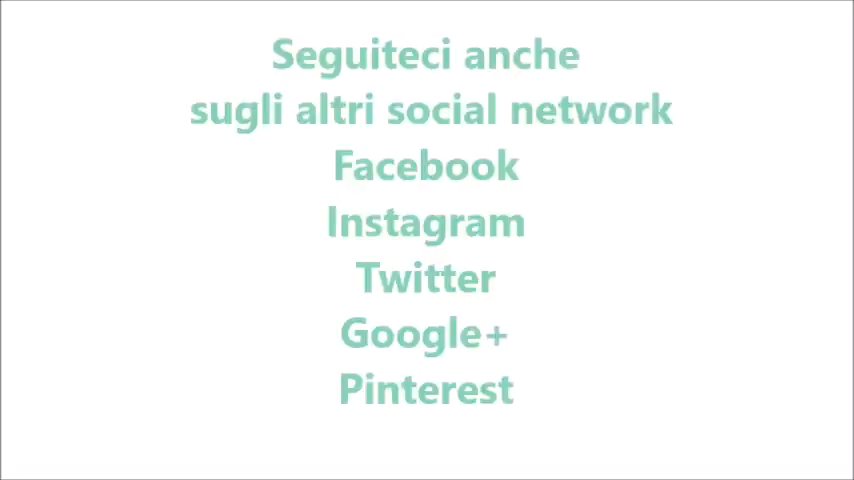 Seguiteci anche
sugli altri social network
Facebook
Instagram
Twitter
Google+
Pinterest